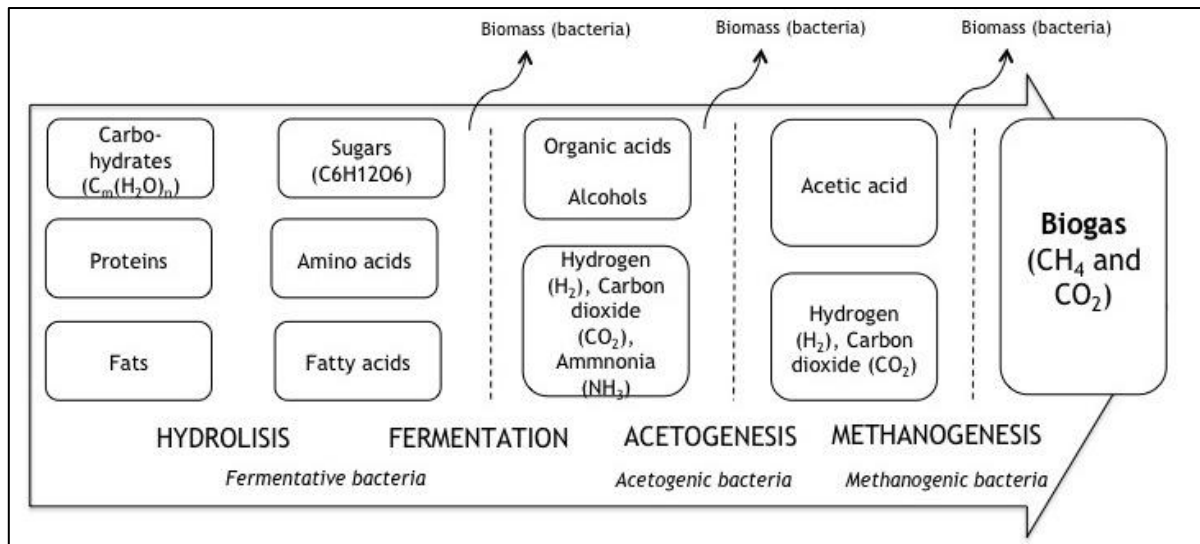 Biomass (bacteria)
Biomass (bacteria)
Biomass (bacteria)
Carbo-
hydrates
(Cₘ(H₂O)ₙ)
Sugars
(C6H12O6)
Organic acids
Alcohols
Acetic acid
Biogas
(CH₄ and
CO₂)
Proteins
Amino acids
Hydrogen
(H₂), Carbon
dioxide
(CO₂),
Ammnonia
(NH₃)
Hydrogen
(H₂), Carbon
dioxide (CO₂)
Fats
Fatty acids
HYDROLISIS
FERMENTATION
ACETOGENESIS
METHANOGENESIS
Fermentative bacteria
Acetogenic bacteria
Methanogenic bacteria